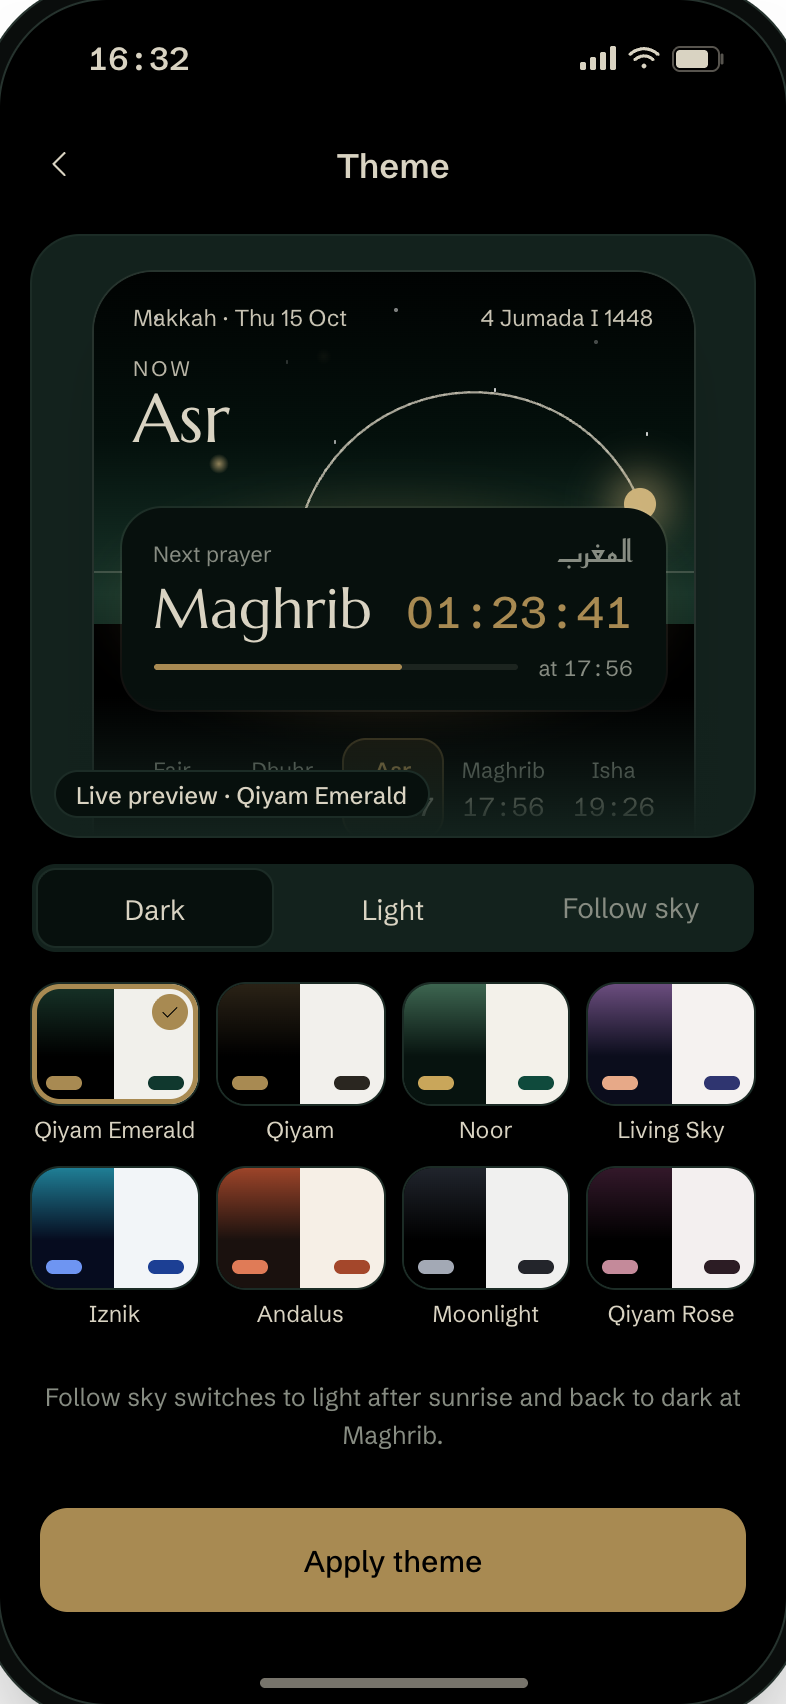 16:32
Theme
Makkah · Thu 15 Oct
4 Jumada I 1448
NOW
Asr
Next prayer
المغرب
Maghrib
01:23:41
at 17:56
Fajr
Dhuhr
Asr
Maghrib
Isha
17:56
19:26
Live preview · Qiyam Emerald
Dark
Light
Follow sky
Qiyam Emerald
Qiyam
Noor
Living Sky
Iznik
Andalus
Moonlight
Qiyam Rose
Follow sky switches to light after sunrise and back to dark at
Maghrib.
Apply theme